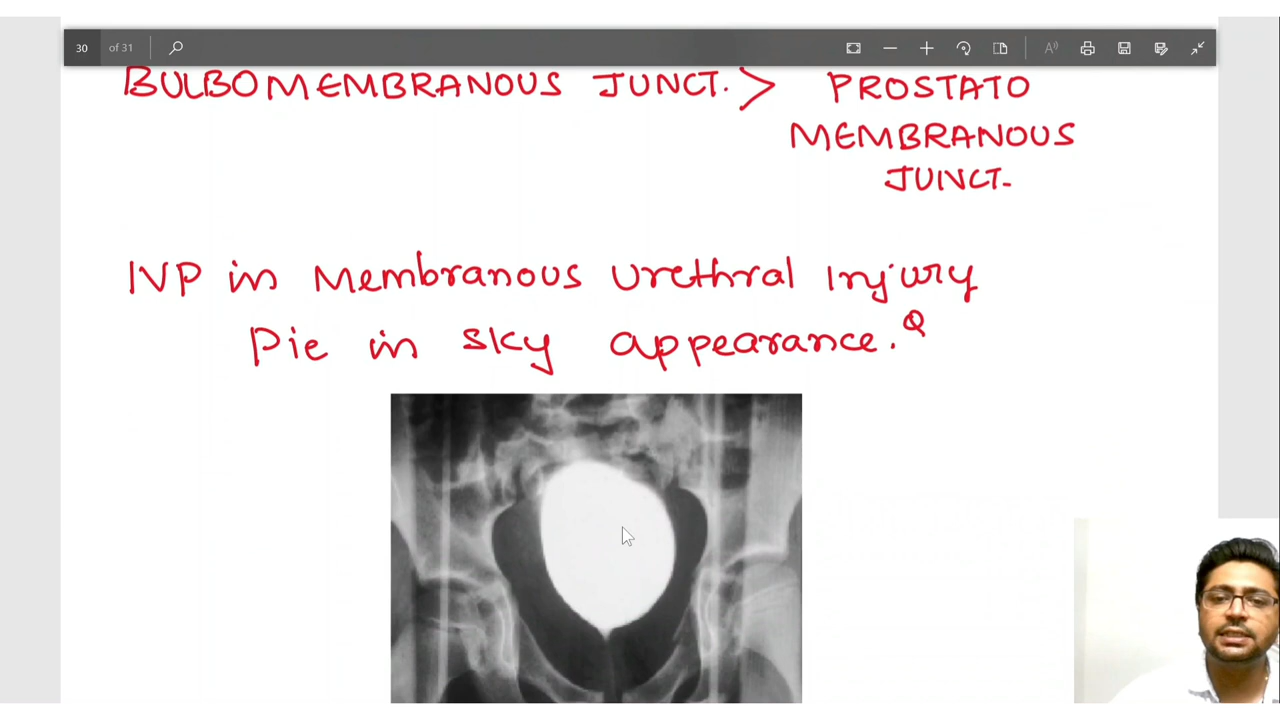 30 of 31
BULBOMEMBRANOUS JUNCT. > PROSTATO
MEMBRANOUS
JUNCT.
IVP in Membranous Urethral Injury
Pie in sky appearance. Q